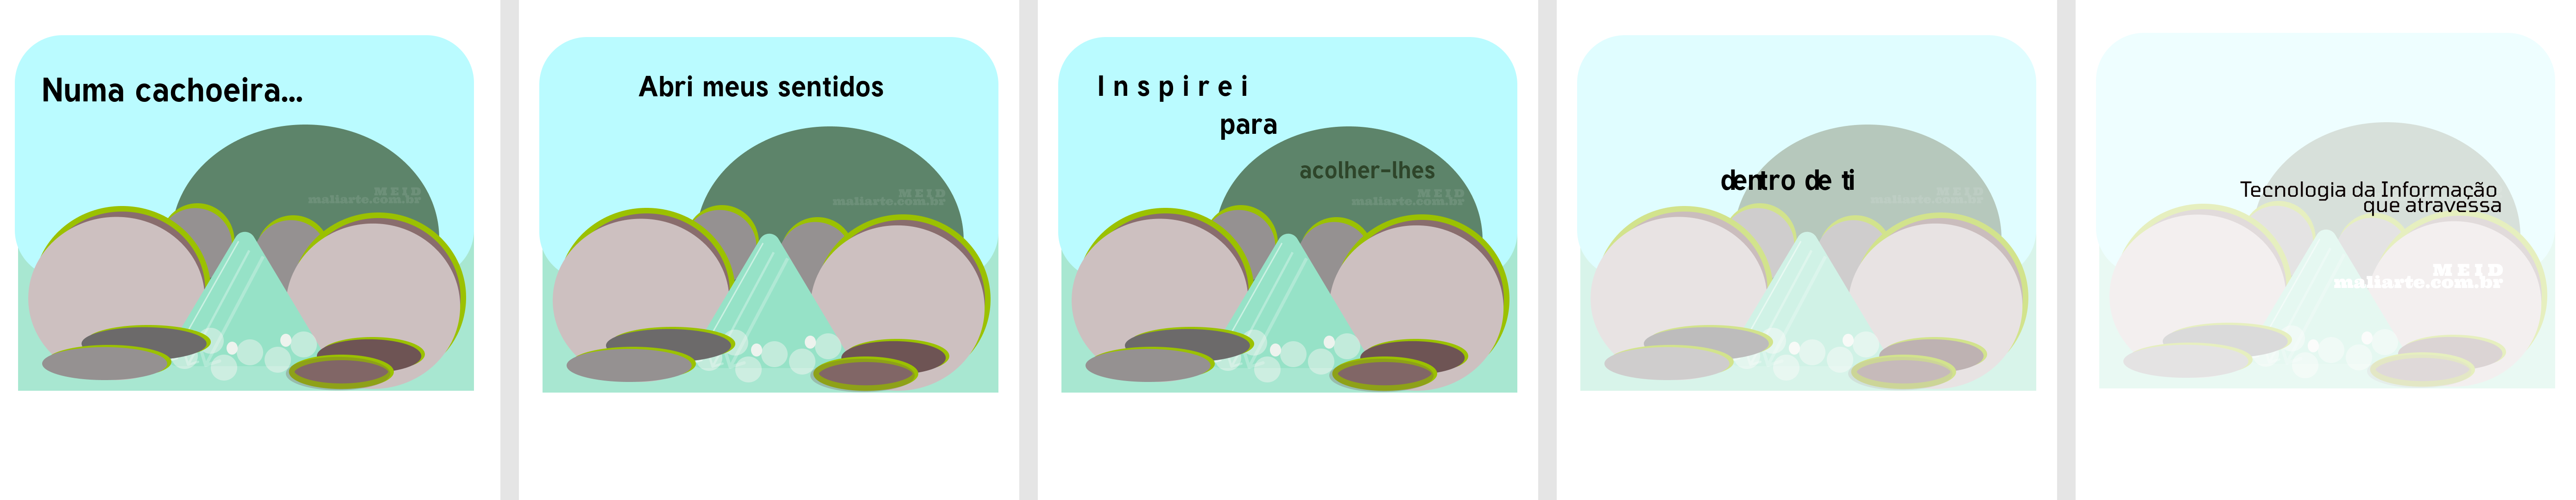 Numa cachoeira...
MEID
maliarte.com.br
Abri meus sentidos
MEID
maliarte.com.br
Inspirei
para
acolher-lhes
MEID
maliarte.com.br
dentro de ti
MEID
maliarte.com.br
Tecnologia da Informação
que atravessa
MEID
maliarte.com.br